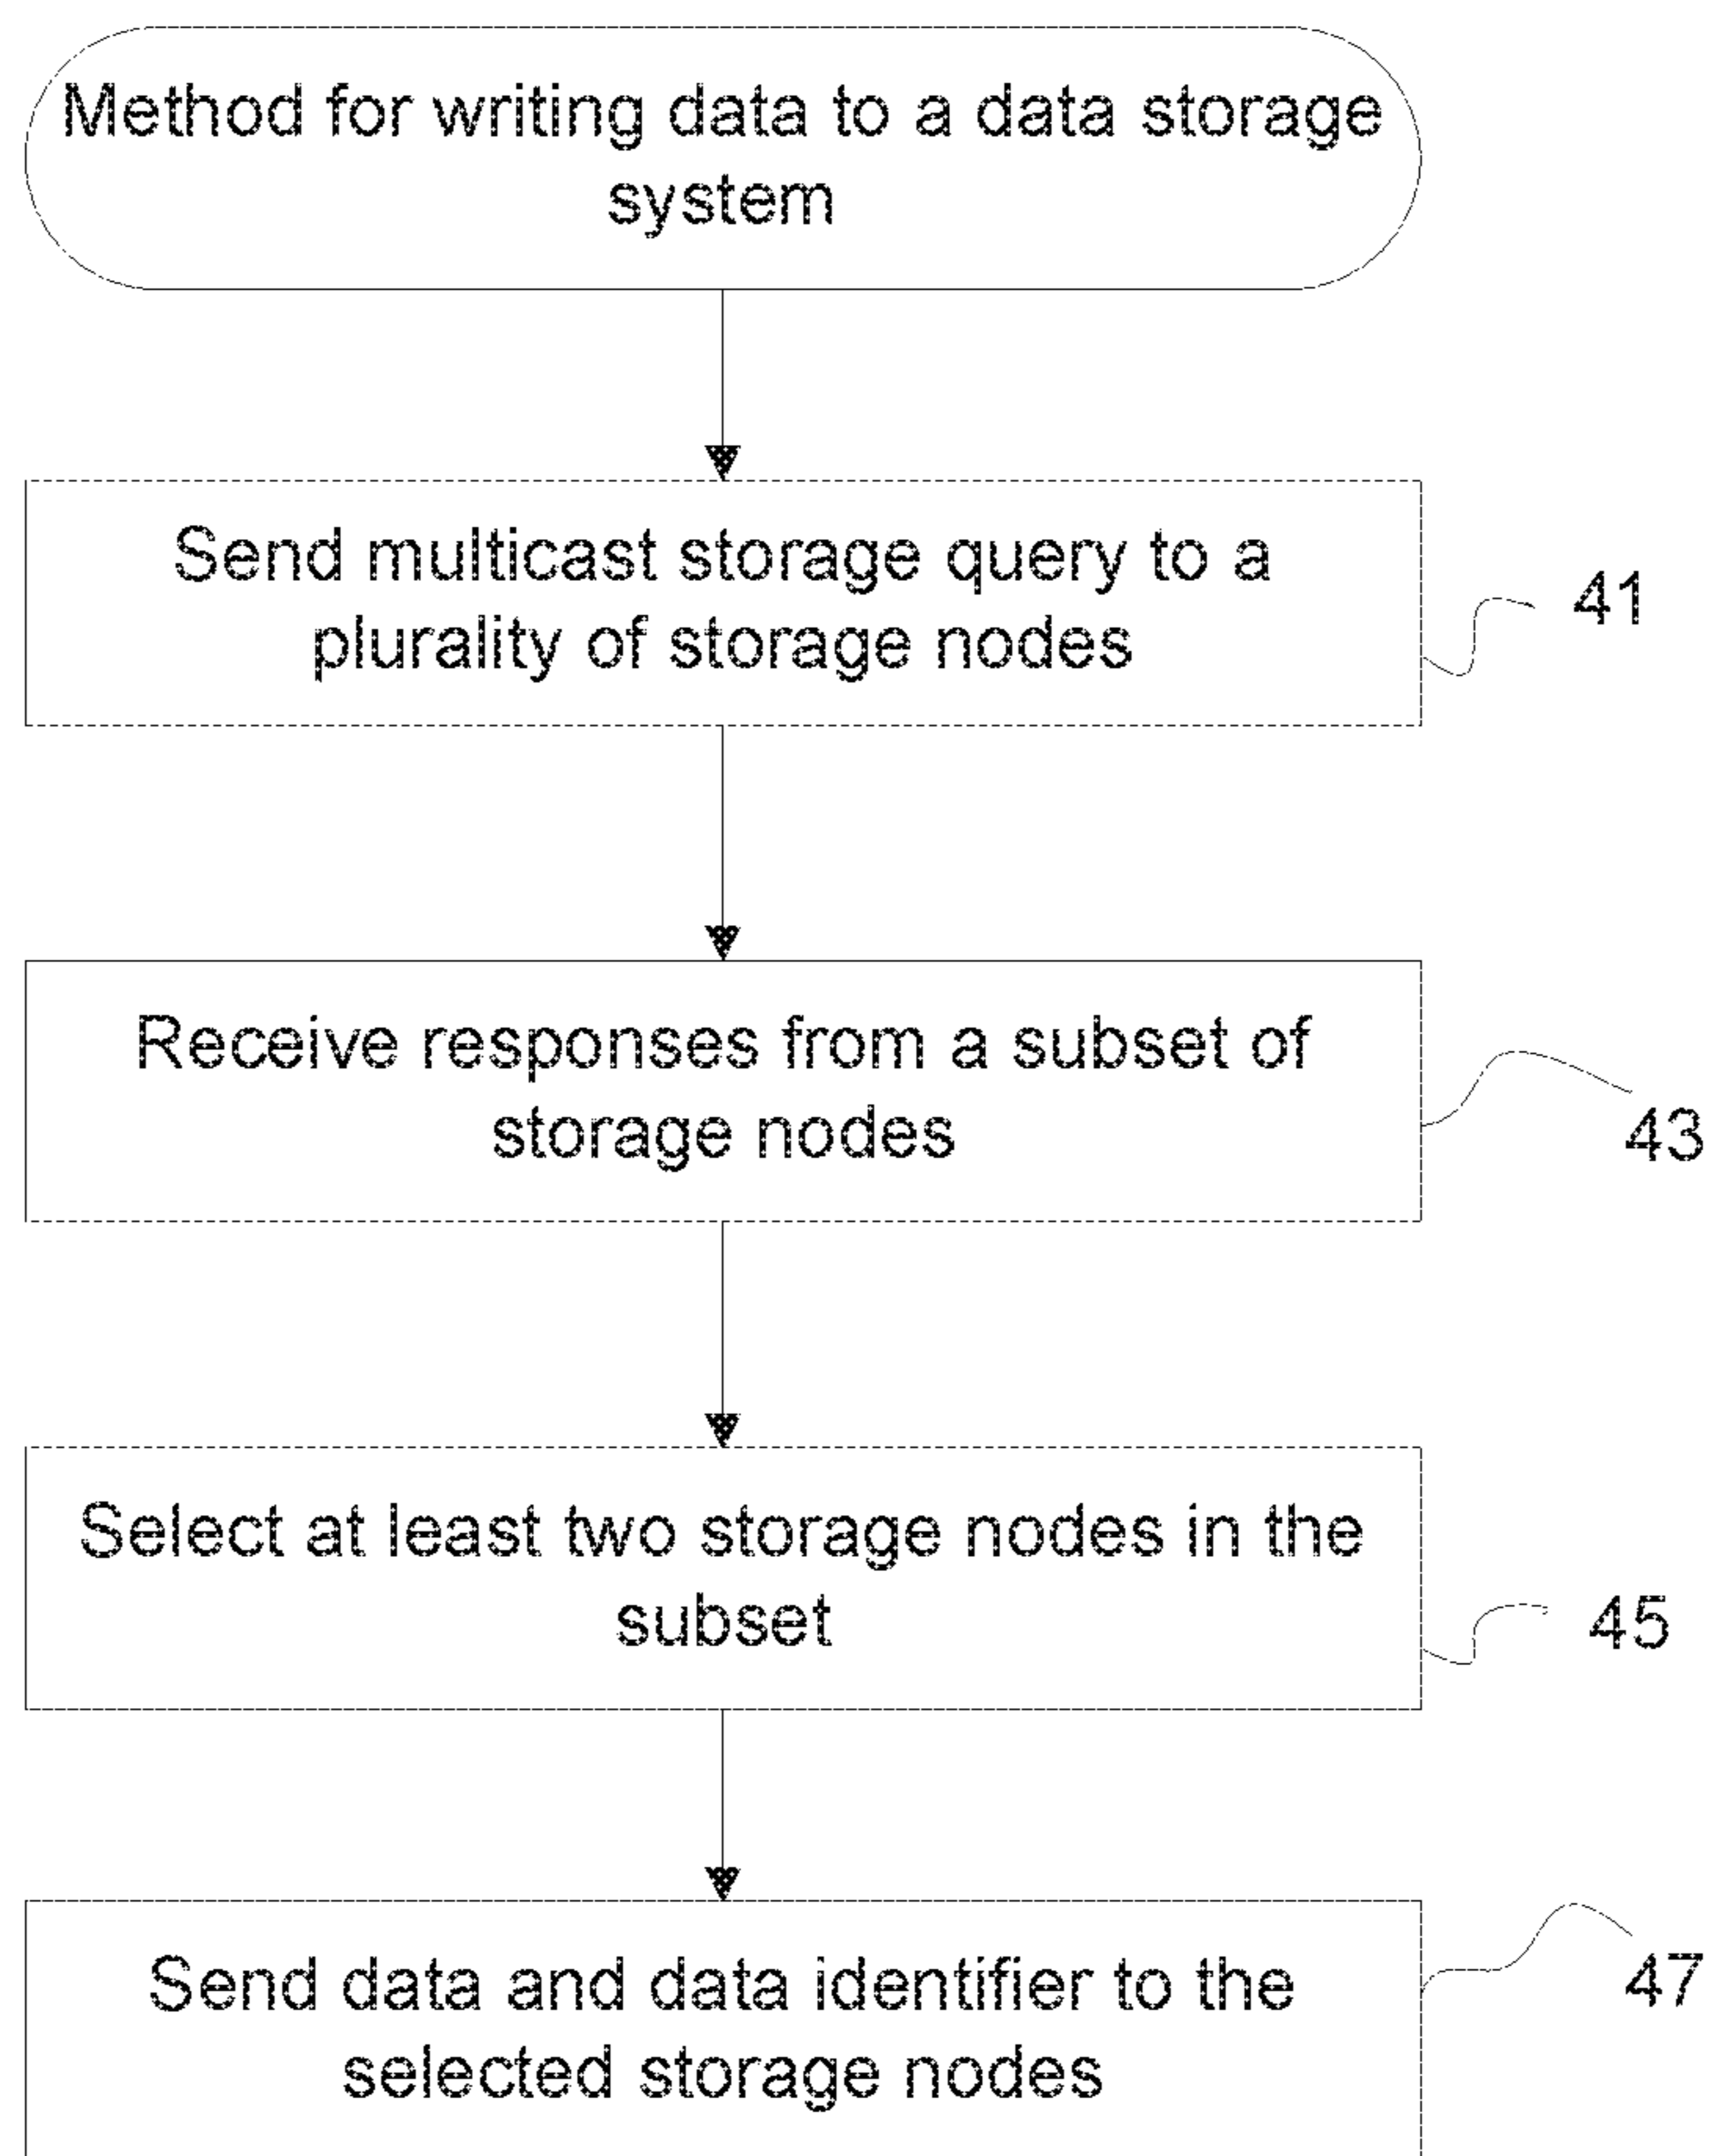 Method for writing data to a data storage
system
Send multicast storage query to a
plurality of storage nodes
41
Receive responses from a subset of
storage nodes
43
Select at least two storage nodes in the
subset
45
Send data and data identifier to the
selected storage nodes
47